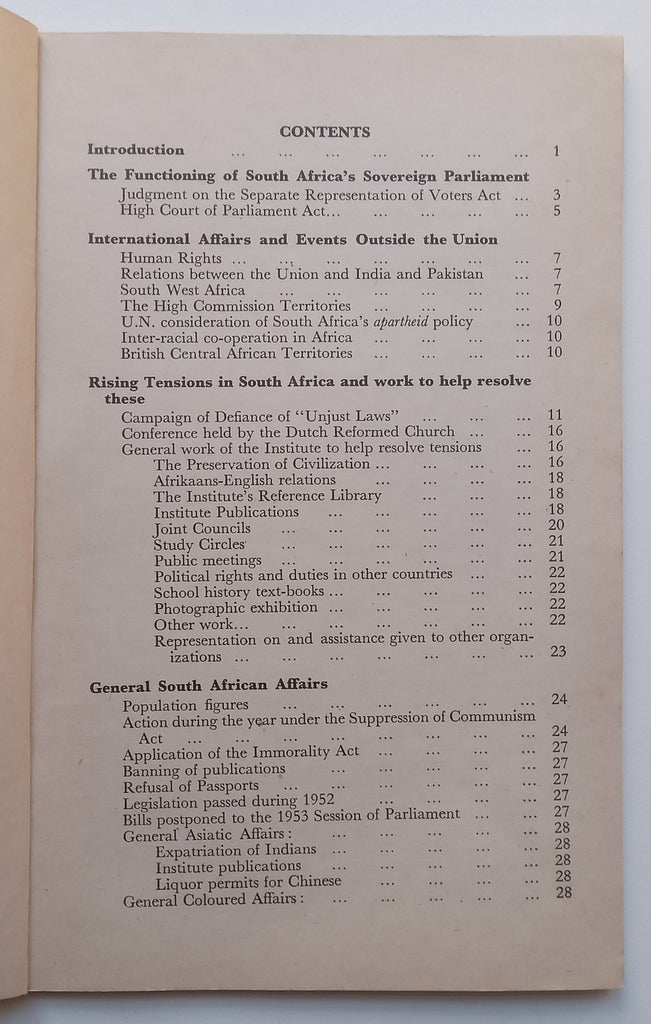 CONTENTS
Introduction ... ... ... ... ... ... ... 1
The Functioning of South Africa's Sovereign Parliament
Judgment on the Separate Representation of Voters Act ... 3
High Court of Parliament Act... ... ... ... ... 5
International Affairs and Events Outside the Union
Human Rights ... ... ... ... ... ... ... 7
Relations between the Union and India and Pakistan ... 7
South West Africa ... ... ... ... ... ... 7
The High Commission Territories ... ... ... ... 9
U.N. consideration of South Africa's apartheid policy ... 10
Inter-racial co-operation in Africa ... ... ... ... 10
British Central African Territories ... ... ... ... 10
Rising Tensions in South Africa and work to help resolve
these
Campaign of Defiance of "Unjust Laws" ... ... ... 11
Conference held by the Dutch Reformed Church ... ... 16
General work of the Institute to help resolve tensions ... 16
The Preservation of Civilization ... ... ... ... 16
Afrikaans-English relations ... ... ... ... 18
The Institute's Reference Library ... ... ... 18
Institute Publications ... ... ... ... ... 18
Joint Councils ... ... ... ... ... ... 20
Study Circles ... ... ... ... ... ... 21
Public meetings ... ... ... ... ... ... 21
Political rights and duties in other countries ... ... 22
School history text-books ... ... ... ... ... 22
Photographic exhibition ... ... ... ... ... 22
Other work... ... ... ... ... ... ... 22
Representation on and assistance given to other organ-
izations ... ... ... ... ... ... ... 23
General South African Affairs
Population figures ... ... ... ... ... ... 24
Action during the year under the Suppression of Communism
Act ... ... ... ... ... ... ... ... 24
Application of the Immorality Act ... ... ... ... 27
Banning of publications ... ... ... ... ... 27
Refusal of Passports ... ... ... ... ... ... 27
Legislation passed during 1952 ... ... ... ... 27
Bills postponed to the 1953 Session of Parliament ... ... 27
General Asiatic Affairs: ... ... ... ... ... 28
Expatriation of Indians ... ... ... ... ... 28
Institute publications ... ... ... ... ... 28
Liquor permits for Chinese ... ... ... ... 28
General Coloured Affairs: ... ... ... ... ... 28